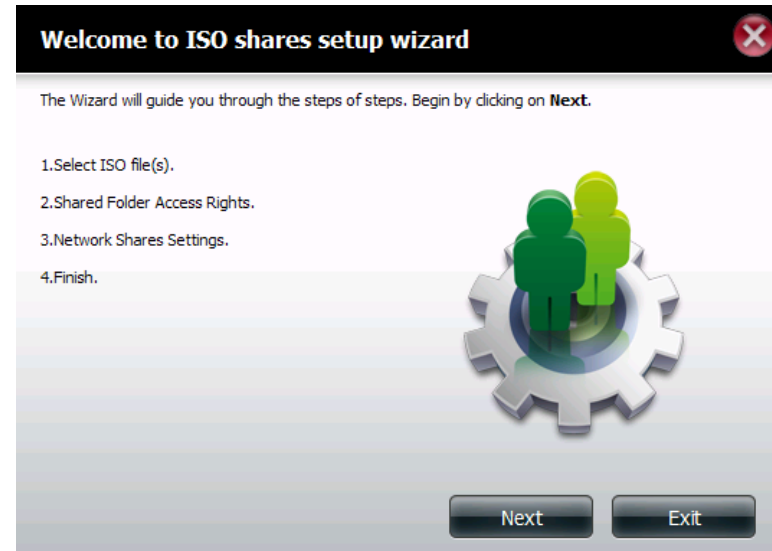 Welcome to ISO shares setup wizard
The Wizard will guide you through the steps of steps. Begin by clicking on Next.
1.Select ISO file(s).
2.Shared Folder Access Rights.
3.Network Shares Settings.
4.Finish.
Next Exit